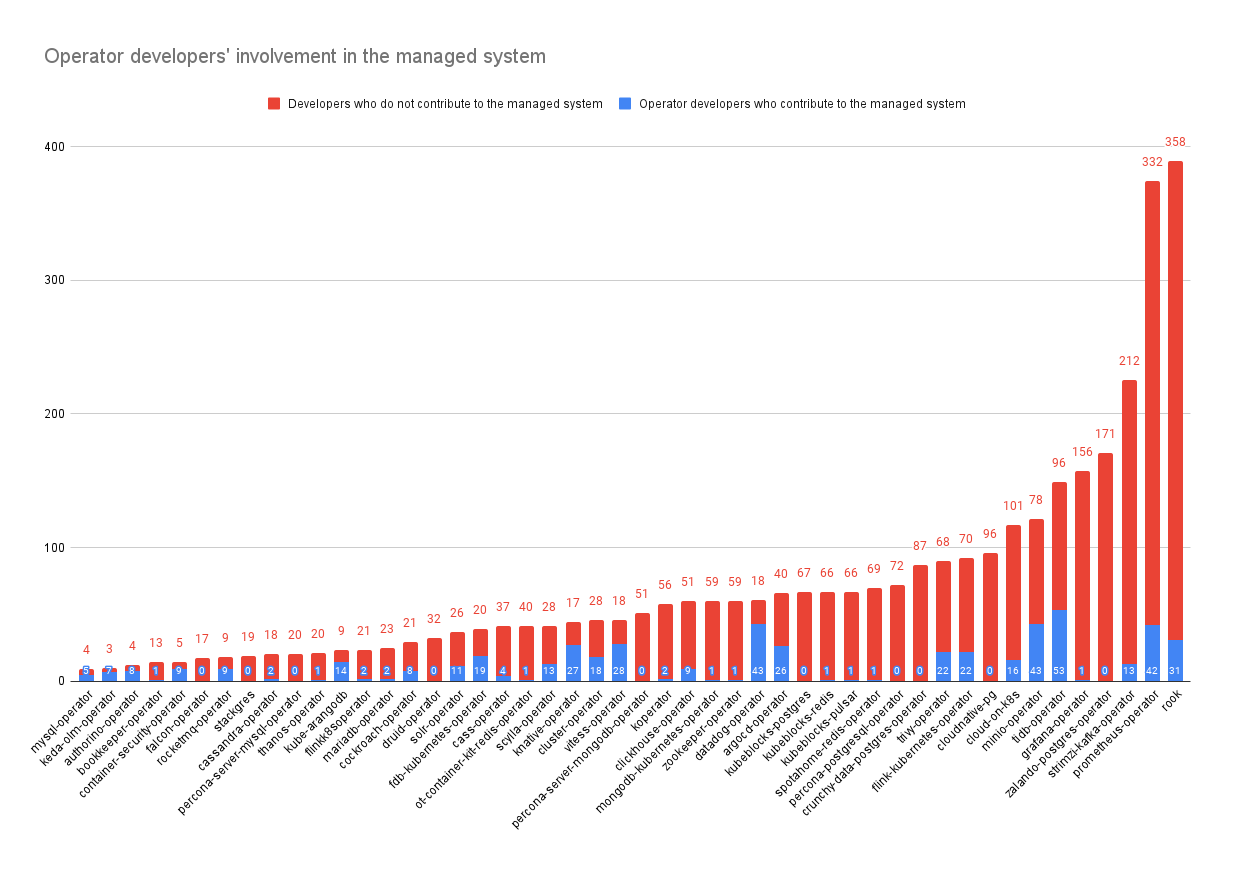 Operator developers' involvement in the managed system
Developers who do not contribute to the managed system
Operator developers who contribute to the managed system
400
300
200
100
0
4 3 4 13 5 17 9 19 18 20 20 9 21 23 21 32 26 20 37 40 28 17 28 18 51 56 51 59 59 18 40 67 66 66 69 72 87 68 70 96 101 78 96 156 171 212 332 358
5 7 8 1 9 0 9 0 2 0 1 14 2 2 8 0 11 19 4 1 13 27 18 28 0 2 9 1 1 43 26 0 1 1 1 0 0 22 22 0 16 43 53 1 0 13 42 31
mysql-operator
keda-olm-operator
authorino-operator
bookkeeper-operator
container-security-operator
falcon-operator
rocketmq-operator
stackgres
cassandra-operator
percona-server-mysql-operator
thanos-operator
kube-arangodb
flinkk8soperator
mariadb-operator
cockroach-operator
druid-operator
solr-operator
fdb-kubernetes-operator
cass-operator
ot-container-kit-redis-operator
scylla-operator
knative-operator
cluster-operator
vitess-operator
percona-server-mongodb-operator
koperator
clickhouse-operator
mongodb-kubernetes-operator
zookeeper-operator
datadog-operator
argocd-operator
kubeblocks-postgres
kubeblocks-redis
kubeblocks-pulsar
spotahome-redis-operator
percona-postgresql-operator
crunchy-data-postgres-operator
trivy-operator
flink-kubernetes-operator
cloudnative-pg
cloud-on-k8s
minio-operator
tidb-operator
grafana-operator
zalando-postgres-operator
strimzi-kafka-operator
prometheus-operator
rook